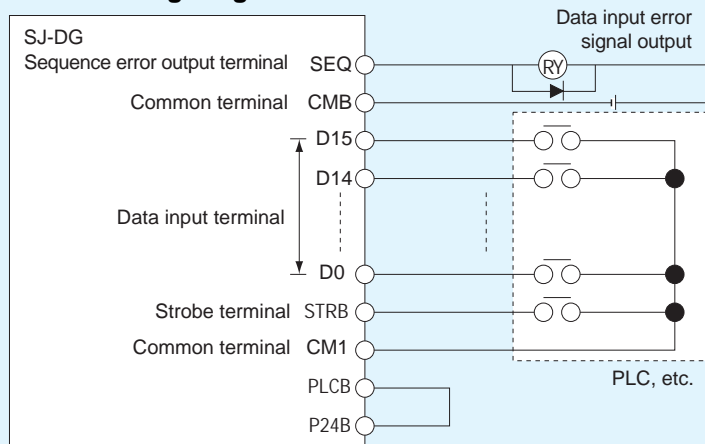 Data input error
signal output
SJ-DG
Sequence error output terminal SEQ
RY
Common terminal CMB
D15
D14
Data input terminal
D0
Strobe terminal STRB
Common terminal CM1
PLC, etc.
PLCB
P24B